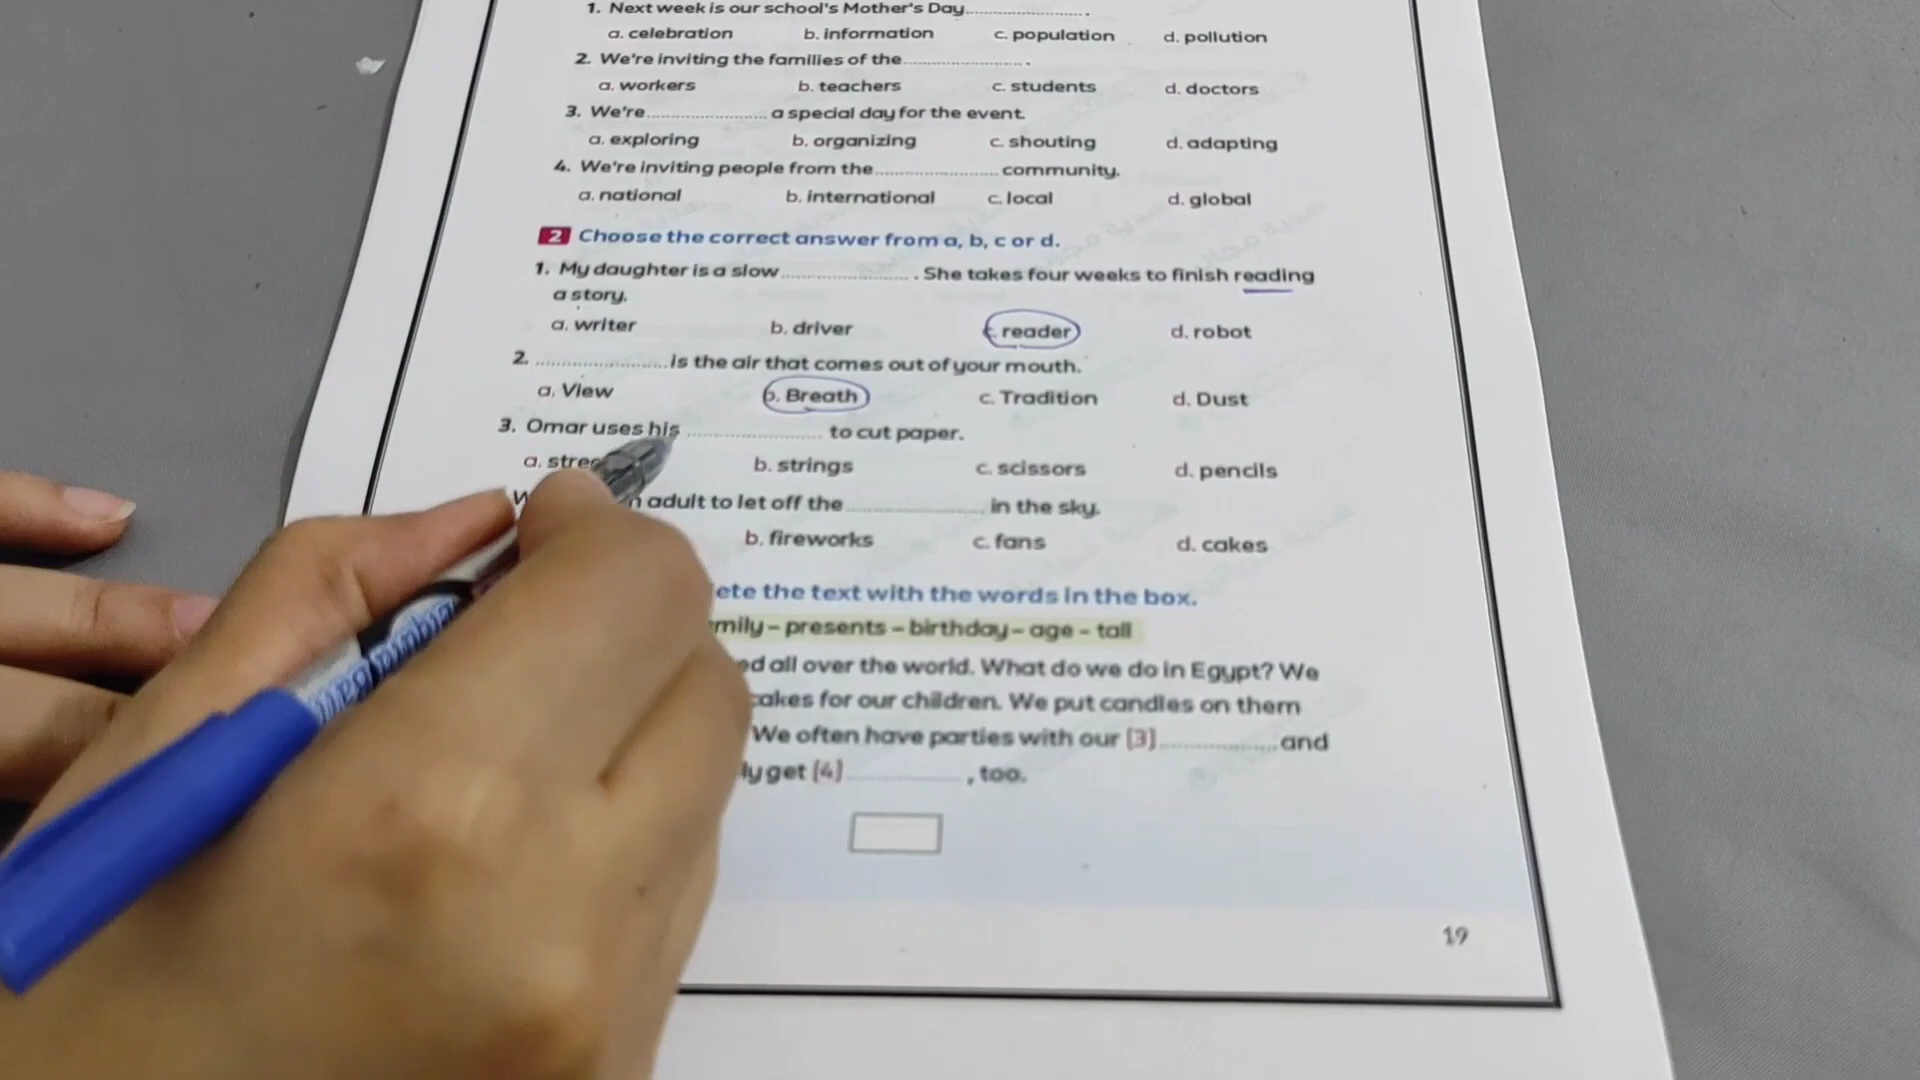 1. Next week is our school's Mother's Day .
a. celebration b. information c. population d. pollution
2. We're inviting the families of the .
a. workers b. teachers c. students d. doctors
3. We're a special day for the event.
a. exploring b. organizing c. shouting d. adapting
4. We're inviting people from the community.
a. national b. international c. local d. global
2 Choose the correct answer from a, b, c or d.
1. My daughter is a slow . She takes four weeks to finish reading
a story.
a. writer b. driver c. reader d. robot
2. is the air that comes out of your mouth.
a. View b. Breath c. Tradition d. Dust
3. Omar uses his to cut paper.
a. b. strings c. scissors d. pencils
adult to let off the in the sky.
b. fireworks c. fans d. cakes
the text with the words in the box.
– presents – birthday – age – tall
all over the world. What do we do in Egypt? We
cakes for our children. We put candles on them
We often have parties with our (3) and
get (4) , too.
19